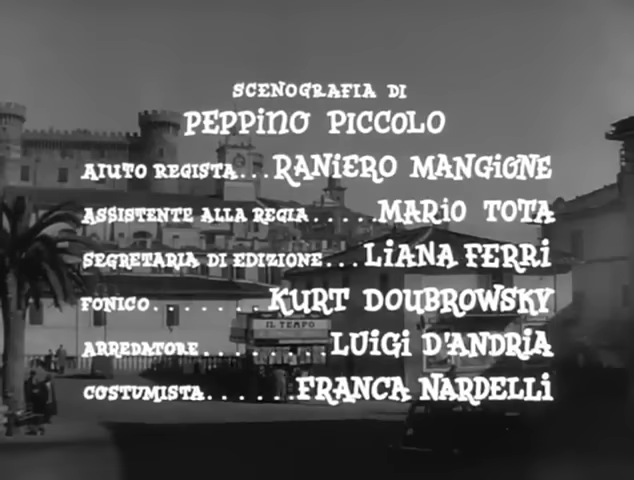 SCENOGRAFIA DI
PEPPINO PICCOLO
AIUTO REGISTA...RANIERO MANGIONE
ASSISTENTE ALLA REGIA.....MARIO TOTA
SEGRETARIA DI EDIZIONE...LIANA FERRI
FONICO.......KURT DOUBROWSKY
IL TEMPO
ARREDATORE........LUIGI D'ANDRIA
COSTUMISTA......FRANCA NARDELLI